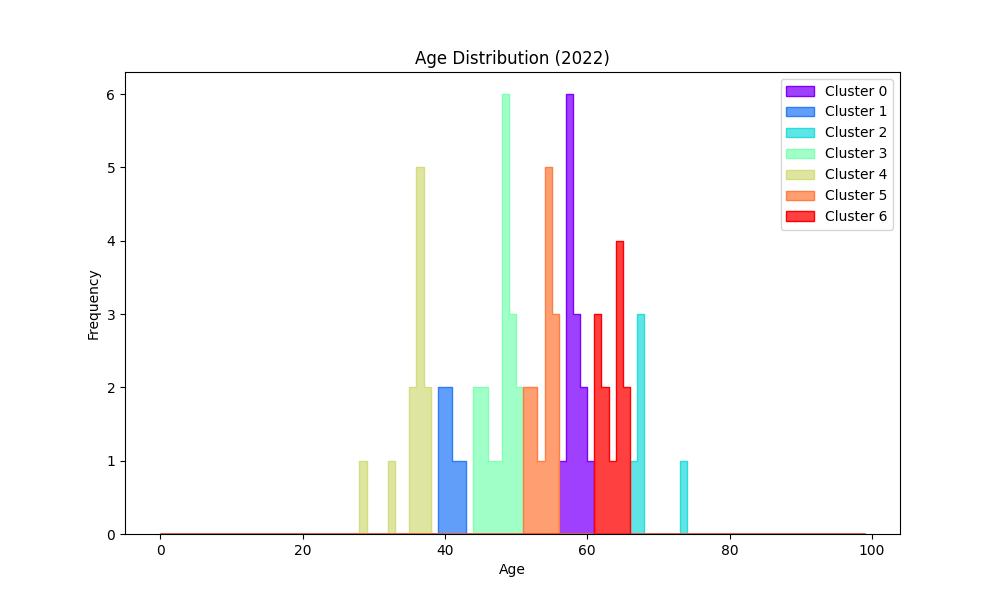 Age Distribution (2022)
Cluster 0
Cluster 1
Cluster 2
Cluster 3
Cluster 4
Cluster 5
Cluster 6
Frequency
6
5
4
3
2
1
0
0 20 40 60 80 100
Age